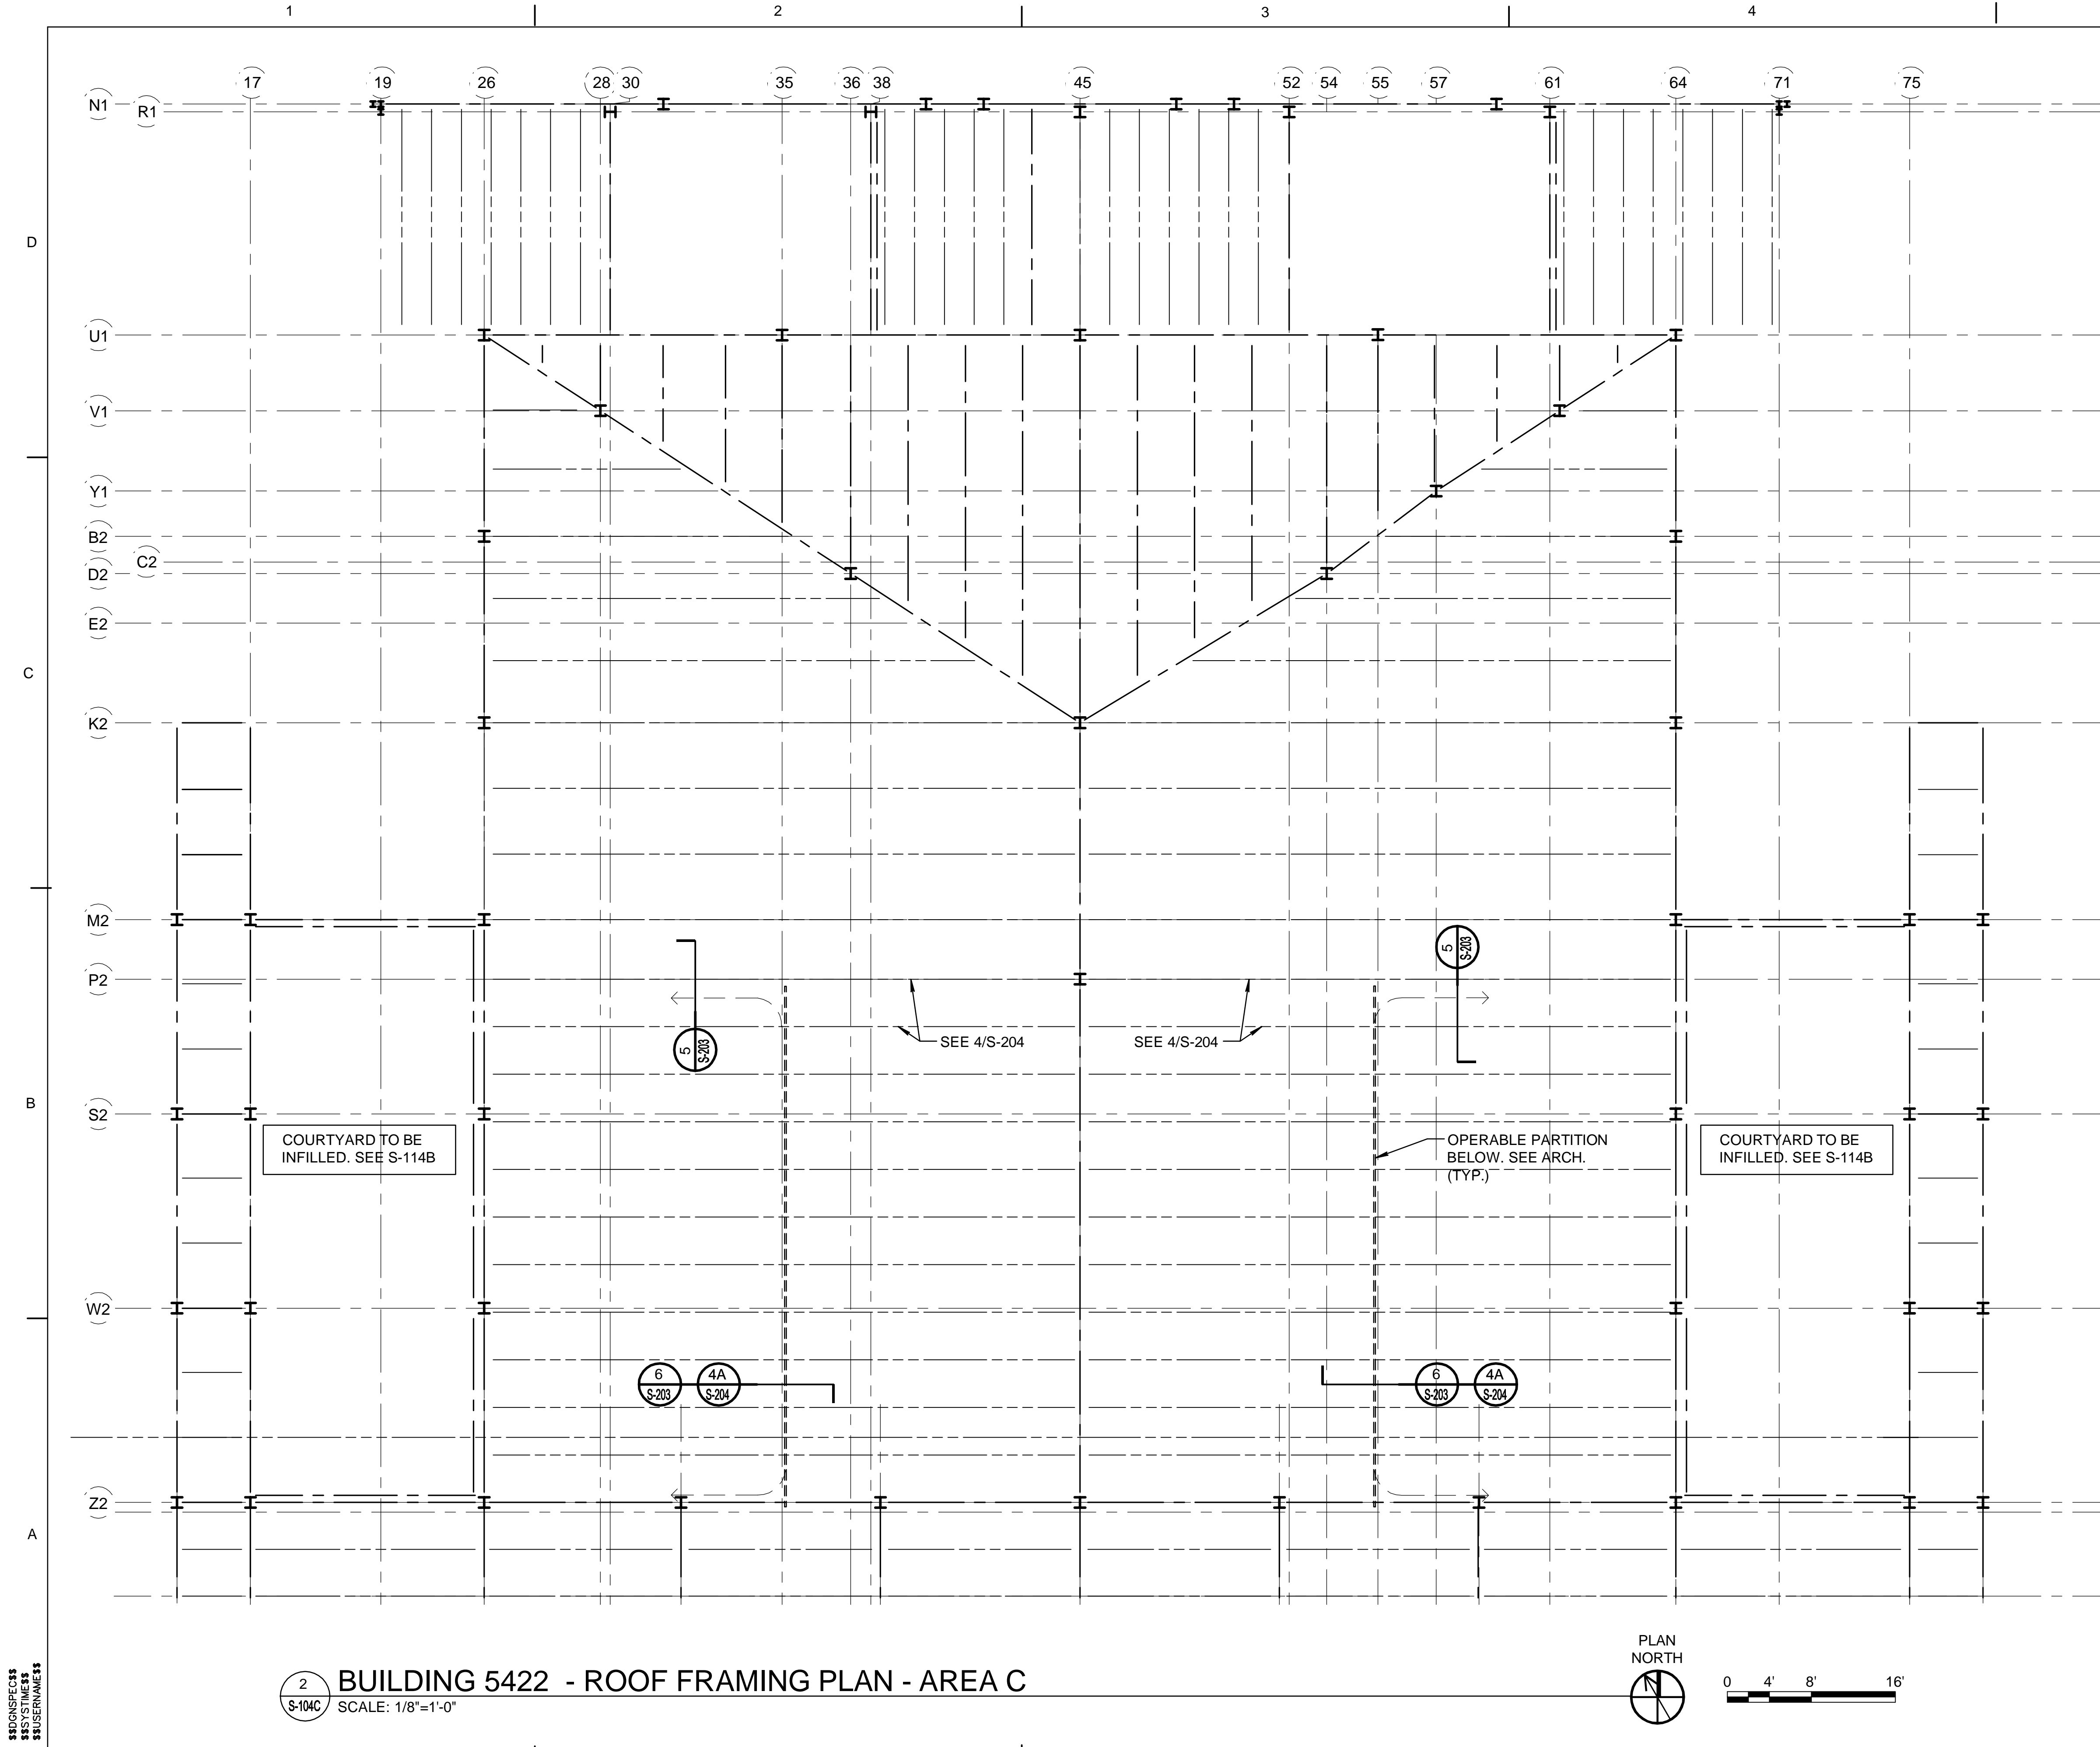 1 2 3 4
17 19 26 28 30 35 36 38 45 52 54 55 57 61 64 71 75
N1
R1
D
U1
V1
Y1
B2
C2
D2
E2
C
K2
M2
5
S-203
P2
SEE 4/S-204
SEE 4/S-204
5
S-203
B
S2
COURTYARD TO BE
INFILLED. SEE S-114B
OPERABLE PARTITION
BELOW. SEE ARCH.
(TYP.)
COURTYARD TO BE
INFILLED. SEE S-114B
W2
6
S-203
4A
S-204
6
S-203
4A
S-204
Z2
A
PLAN
NORTH
2
S-104C
BUILDING 5422 - ROOF FRAMING PLAN - AREA C
SCALE: 1/8"=1'-0"
0 4' 8' 16'
$$DGNSPEC$$
$$SYSTIME$$
$$USERNAME$$